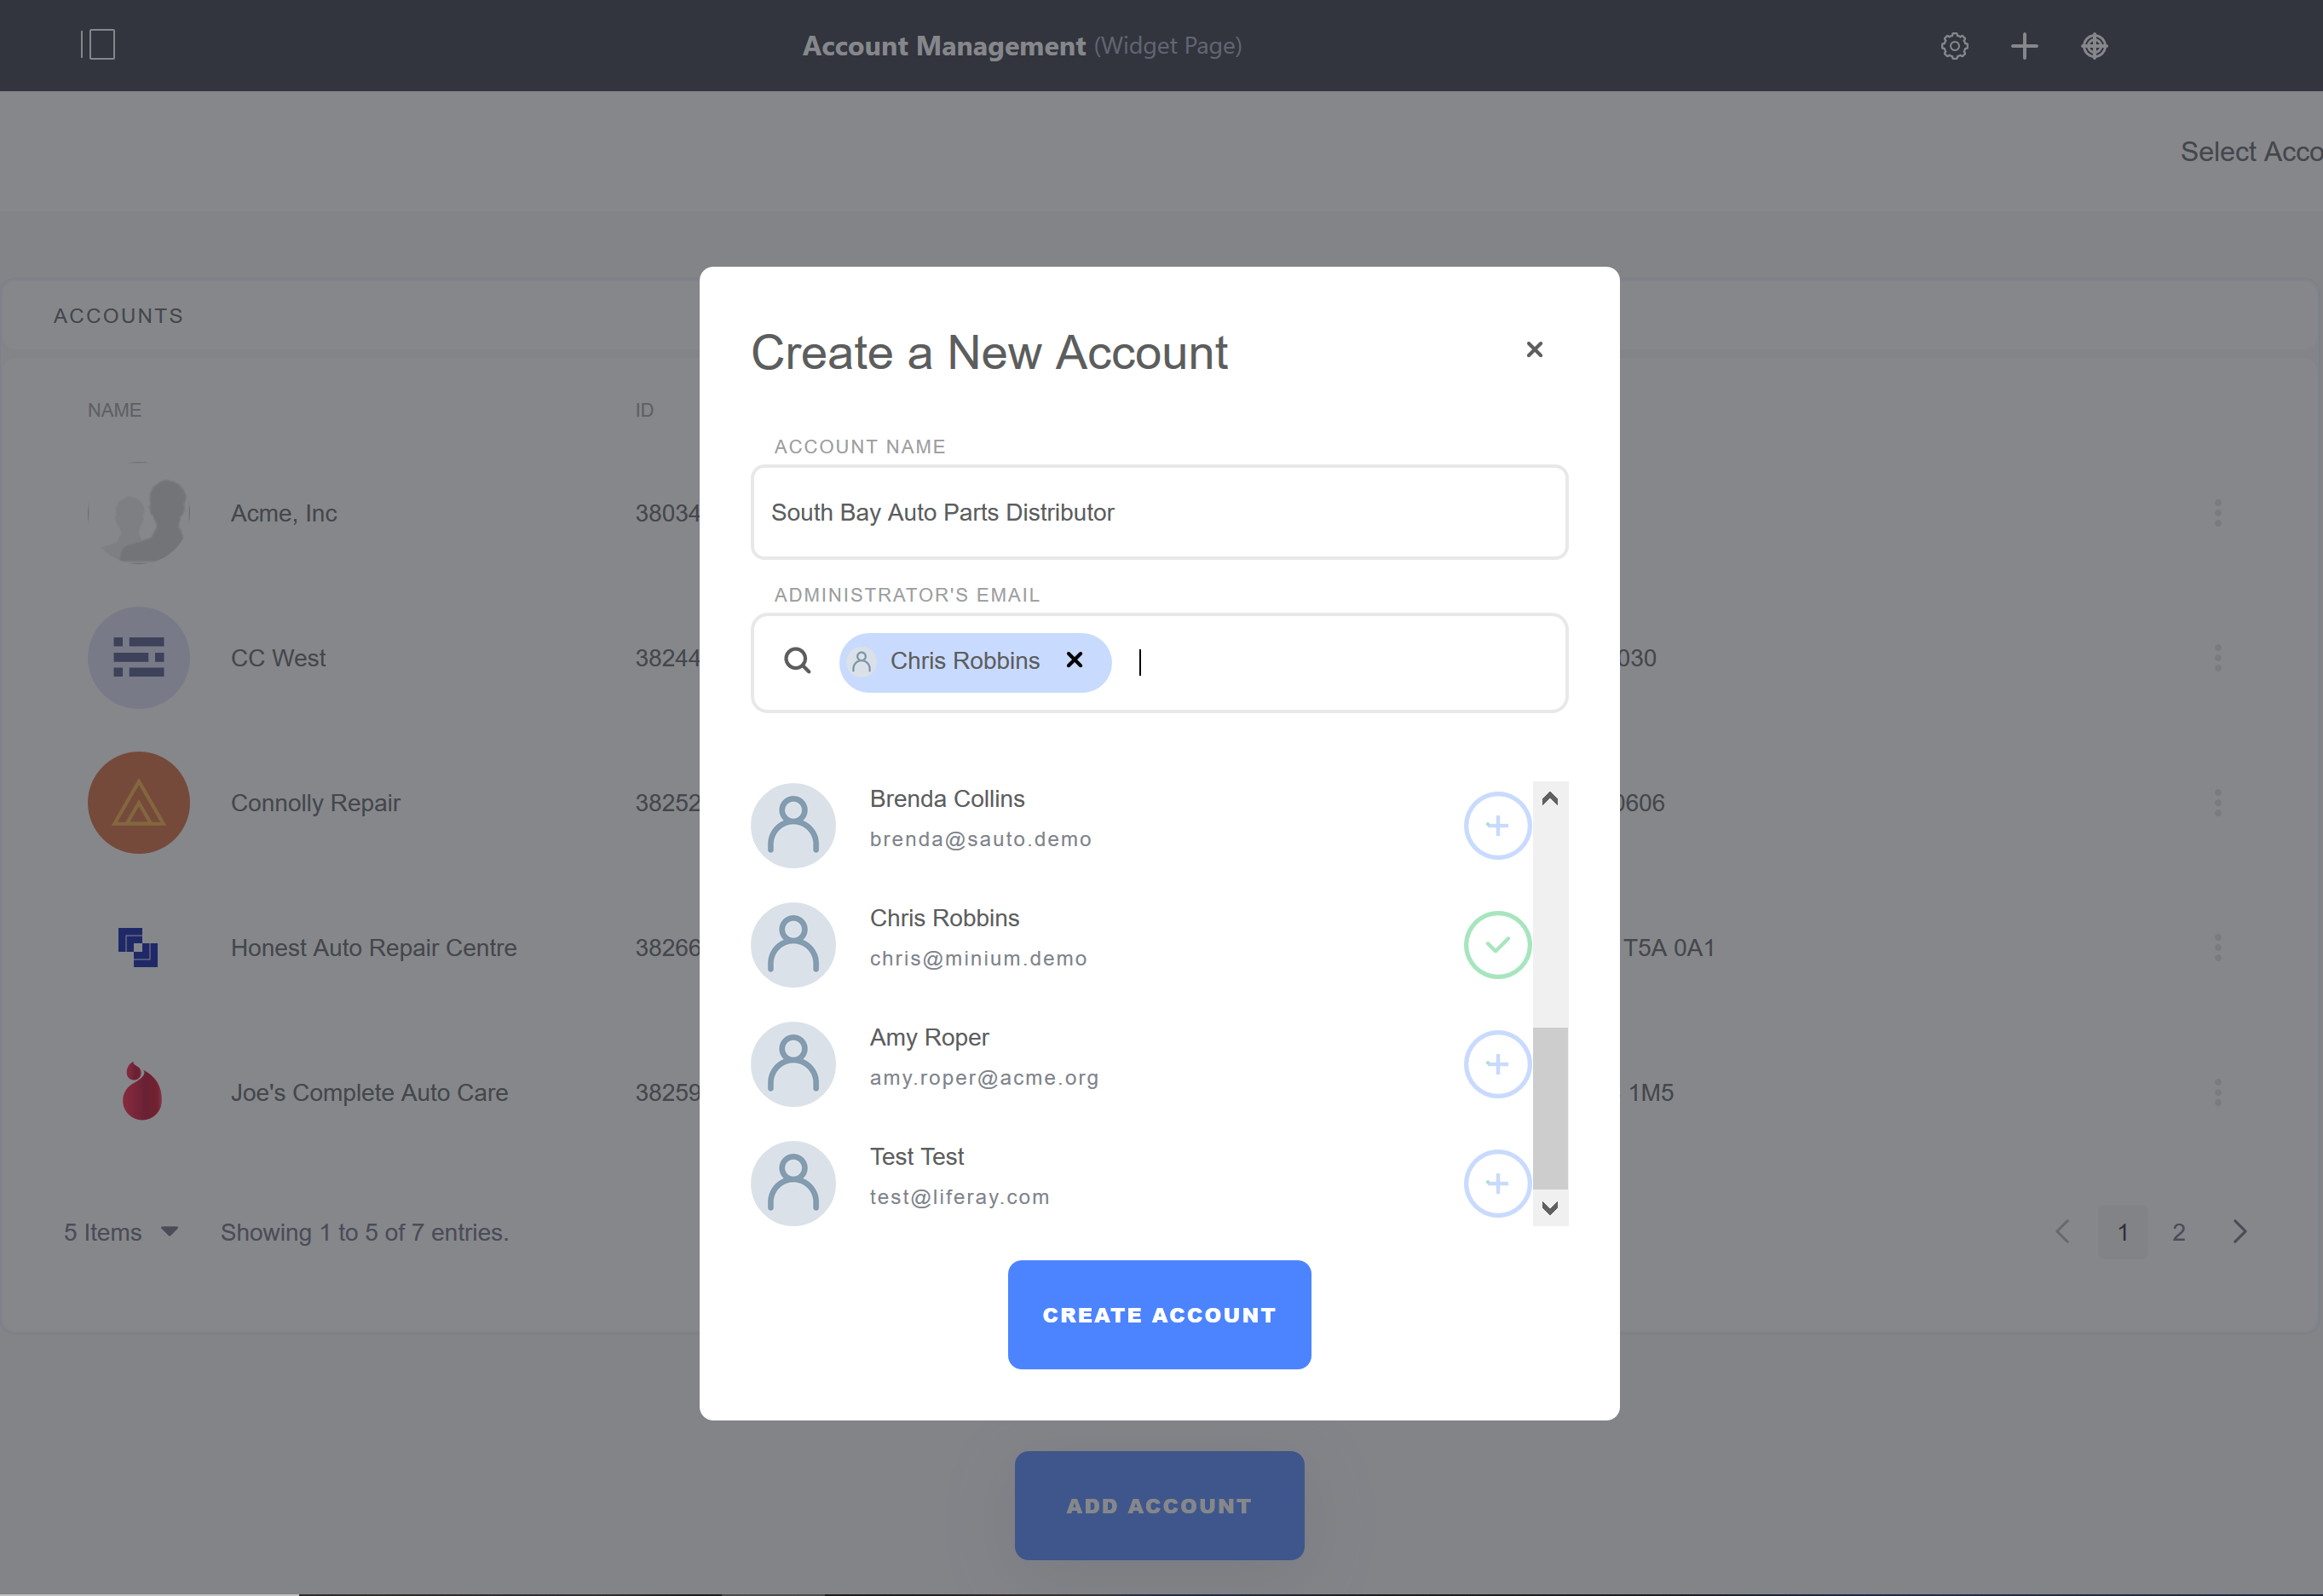 Account Management (Widget Page)
Select Acco
ACCOUNTS
NAME ID
Acme, Inc 38034
CC West 38244 030
Connolly Repair 38252 0606
Honest Auto Repair Centre 38266 T5A 0A1
Joe's Complete Auto Care 38259 1M5
5 Items Showing 1 to 5 of 7 entries. 1 2
Create a New Account
ACCOUNT NAME
South Bay Auto Parts Distributor
ADMINISTRATOR'S EMAIL
Chris Robbins
Brenda Collins
brenda@sauto.demo
Chris Robbins
chris@minium.demo
Amy Roper
amy.roper@acme.org
Test Test
test@liferay.com
CREATE ACCOUNT
ADD ACCOUNT